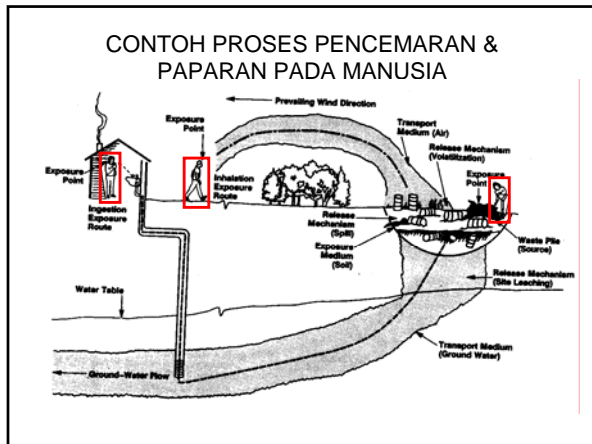 CONTOH PROSES PENCEMARAN &
PAPARAN PADA MANUSIA
Prevailing Wind Direction
Exposure
Point
Transport
Medium (Air)
Release Mechanism
(Volatilization)
Exposure
Point
Exposure
Point
Inhalation
Exposure
Route
Ingestion
Exposure
Route
Release
Mechanism
(Spill)
Exposure
Medium
(Soil)
Waste Pile
(Source)
Release Mechanism
(Site Leaching)
Water Table
Transport Medium
(Ground Water)
Ground-Water Flow